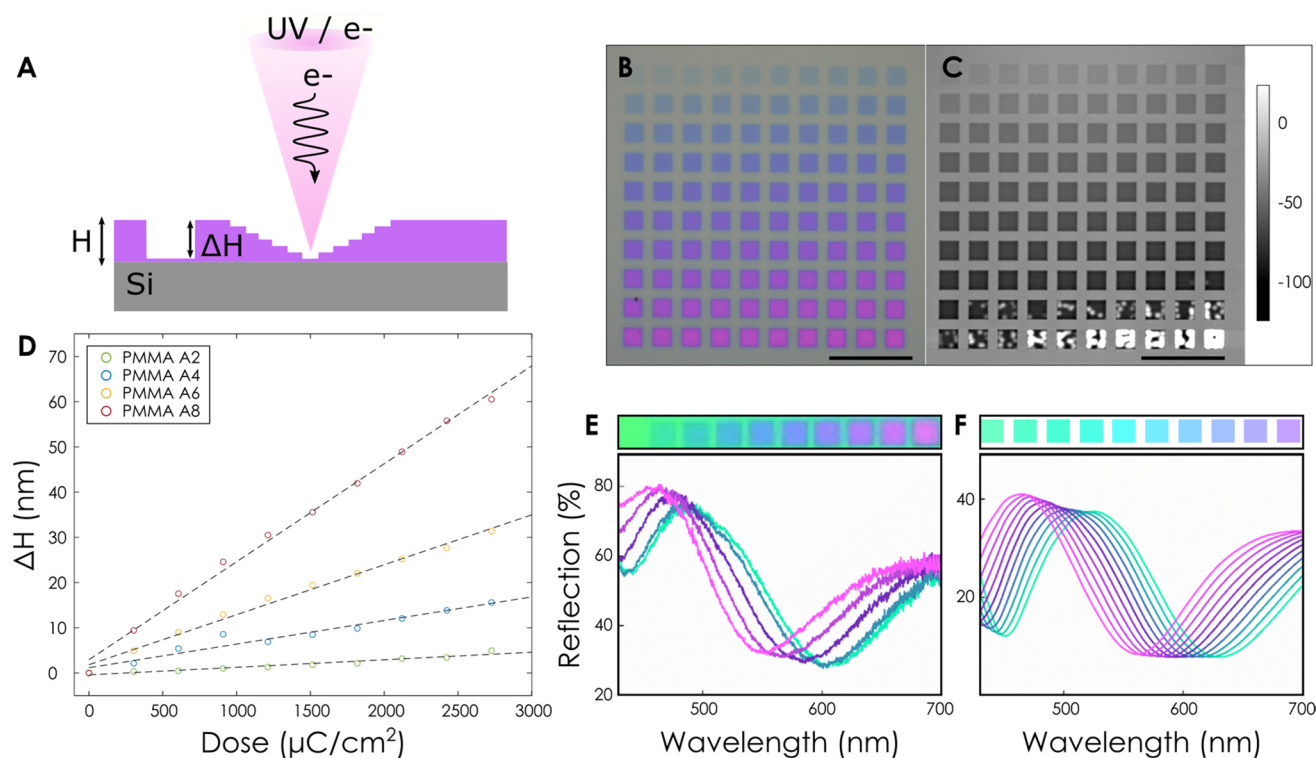 A
UV / e-
e-
H
ΔH
Si
B
C
0
-50
-100
D
ΔH (nm)
70
60
50
40
30
20
10
0
PMMA A2
PMMA A4
PMMA A6
PMMA A8
0 500 1000 1500 2000 2500 3000
Dose (μC/cm²)
E
Reflection (%)
80
60
40
20
500 600 700
Wavelength (nm)
F
40
20
500 600 700
Wavelength (nm)